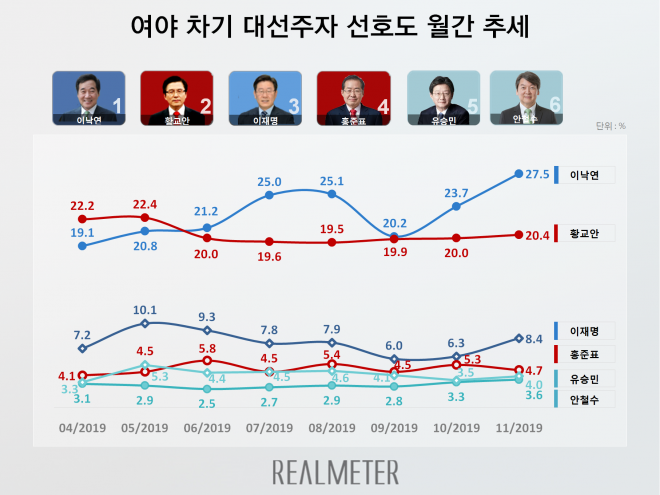 여야 차기 대선주자 선호도 월간 추세
1 2 3 4 5 6
이낙연 황교안 이재명 홍준표 유승민 안철수
단위 : %
27.5 이낙연
25.0 25.1
23.7
22.2 22.4
21.2
20.2
19.1 20.8
20.0 19.6 19.5 19.9 20.0 20.4 황교안
10.1
9.3
7.2 7.8 7.9 6.0 6.3 8.4 이재명
4.1 4.5 5.8 4.5 5.4 4.5 5.3 4.7 홍준표
3.3 5.3 4.4 4.5 4.6 4.1 3.5 4.0 유승민
3.1 2.9 2.5 2.7 2.9 2.8 3.3 3.6 안철수
04/2019 05/2019 06/2019 07/2019 08/2019 09/2019 10/2019 11/2019
REALMETER